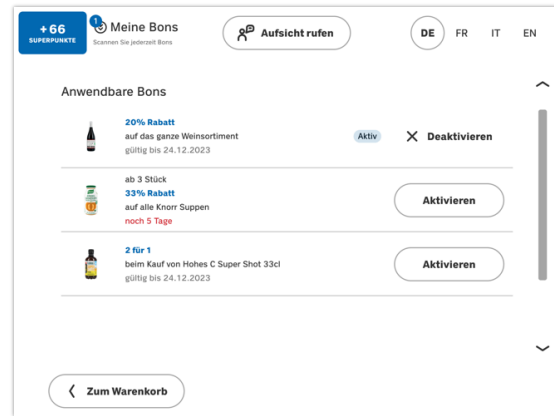 +66
SUPERPUNKTE
1
Meine Bons
Scannen Sie jederzeit Bons
Aufsicht rufen
DE FR IT EN
Anwendbare Bons
20% Rabatt
auf das ganze Weinsortiment
gültig bis 24.12.2023
Aktiv
Deaktivieren
ab 3 Stück
33% Rabatt
auf alle Knorr Suppen
noch 5 Tage
Aktivieren
2 für 1
beim Kauf von Hohes C Super Shot 33cl
gültig bis 24.12.2023
Aktivieren
Zum Warenkorb